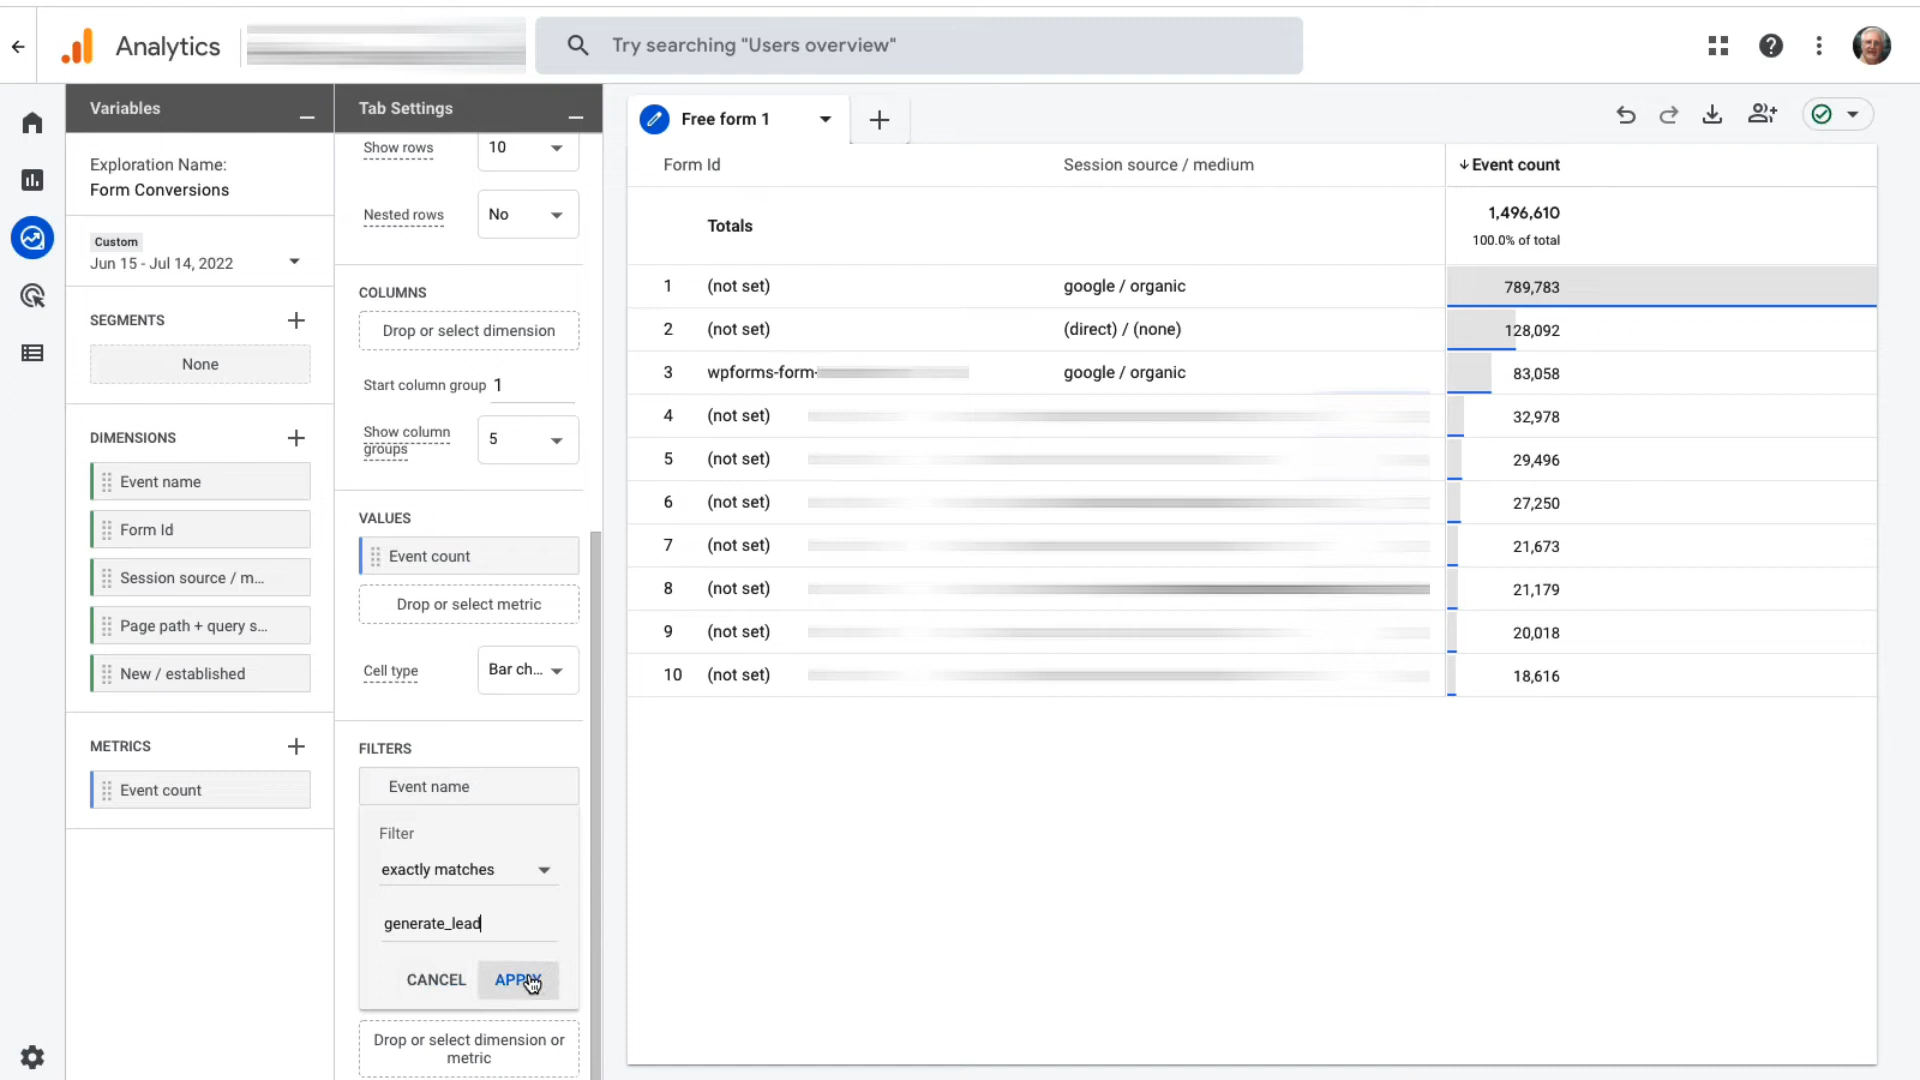 Analytics
Try searching "Users overview"
Variables
Tab Settings
Exploration Name:
Form Conversions
Custom
Jun 15 - Jul 14, 2022
SEGMENTS
None
DIMENSIONS
Event name
Form Id
Session source / m...
Page path + query s...
New / established
METRICS
Event count
Show rows
10
Nested rows
No
COLUMNS
Drop or select dimension
Start column group 1
Show column groups
5
VALUES
Event count
Drop or select metric
Cell type
Bar ch...
FILTERS
Event name
Filter
exactly matches
generate_lead
CANCEL APPLY
Drop or select dimension or
metric
Free form 1
Form Id Session source / medium Event count
Totals 1,496,610
100.0% of total
1 (not set) google / organic 789,783
2 (not set) (direct) / (none) 128,092
3 wpforms-form- google / organic 83,058
4 (not set) 32,978
5 (not set) 29,496
6 (not set) 27,250
7 (not set) 21,673
8 (not set) 21,179
9 (not set) 20,018
10 (not set) 18,616